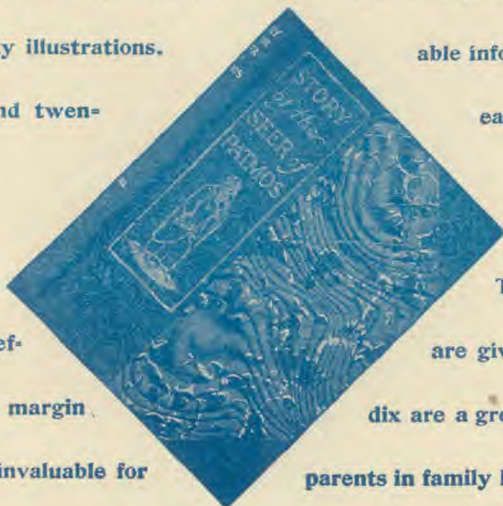 y illustrations.
able info
nd twen=
ea
STORY
of the
SEER of
PATMOS
T
ef=
are giv
margin
dix are a gre
invaluable for
parents in family l